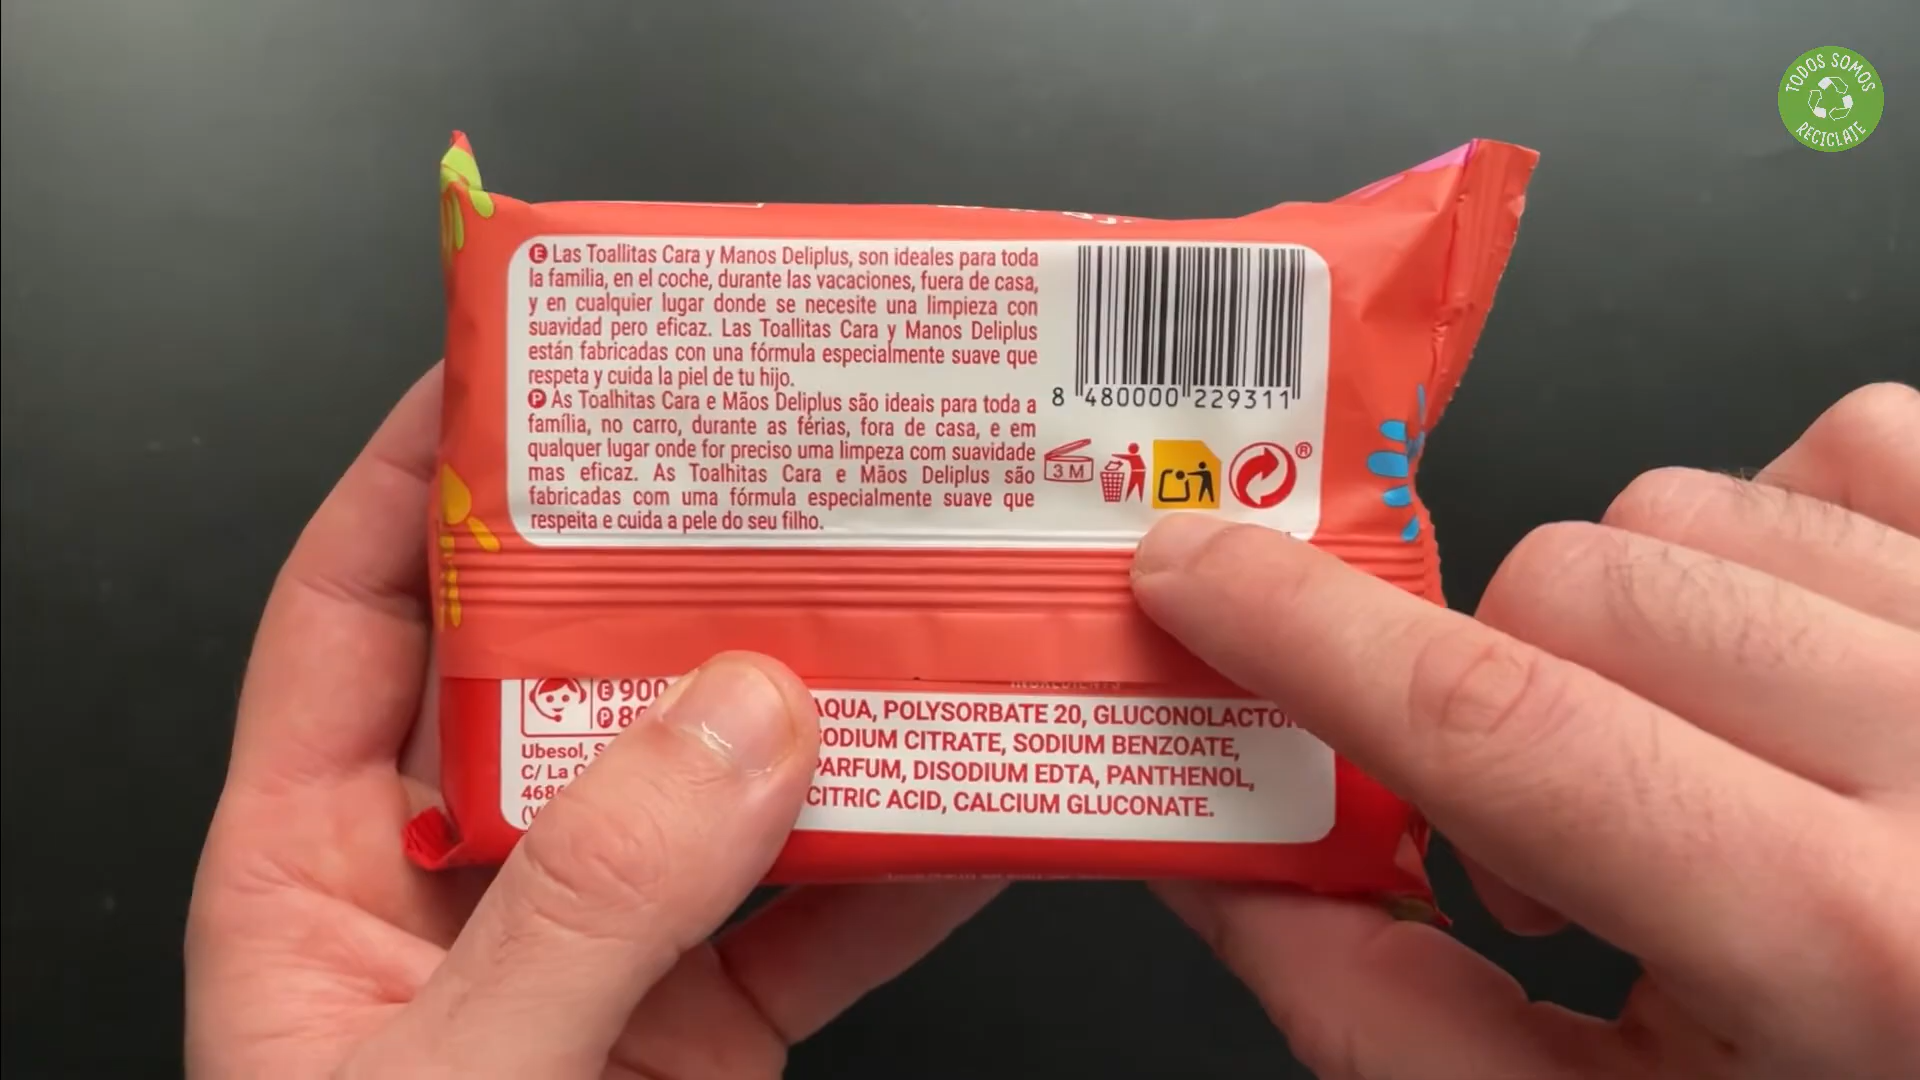 TODOS SOMOS
RECICLAJE
E Las Toallitas Cara y Manos Deliplus, son ideales para toda
la familia, en el coche, durante las vacaciones, fuera de casa,
y en cualquier lugar donde se necesite una limpieza con
suavidad pero eficaz. Las Toallitas Cara y Manos Deliplus
están fabricadas con una fórmula especialmente suave que
respeta y cuida la piel de tu hijo.
P As Toalhitas Cara e Mãos Deliplus são ideais para toda a
família, no carro, durante as férias, fora de casa, e em
qualquer lugar onde for preciso uma limpeza com suavidade
mas eficaz. As Toalhitas Cara e Mãos Deliplus são
fabricadas com uma fórmula especialmente suave que
respeita e cuida a pele do seu filho.
8 480000 229311
3 M
®
E 900
P 80
Ubesol,
C/ La
AQUA, POLYSORBATE 20,
SODIUM CITRATE, SODIUM BENZOATE,
PARFUM, DISODIUM EDTA, PANTHENOL,
CITRIC ACID, CALCIUM GLUCONATE.